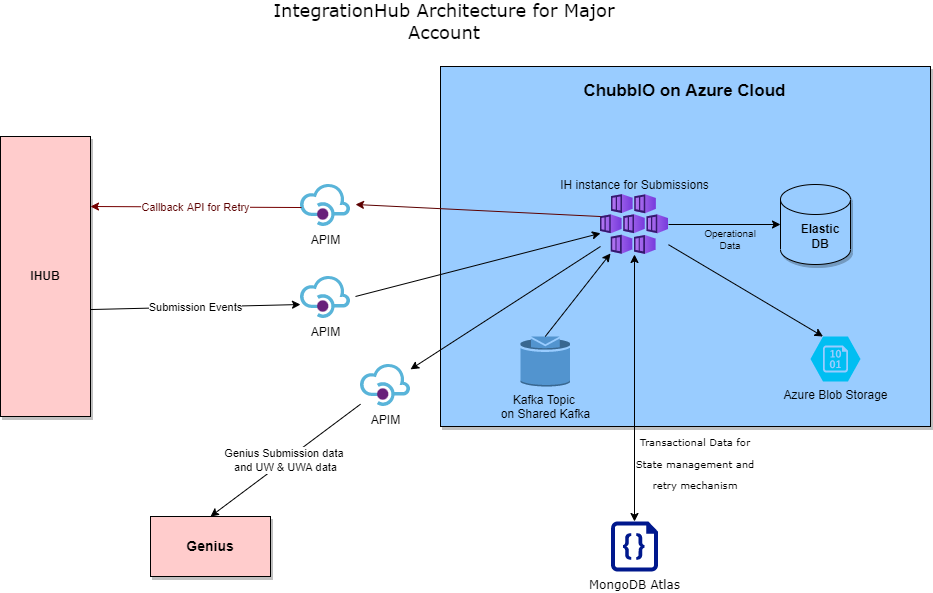 IntegrationHub Architecture for Major
Account
ChubbIO on Azure Cloud
IH instance for Submissions
Callback API for Retry
APIM
Elastic
DB
Operational
Data
IHUB
Submission Events
APIM
10
01
Azure Blob Storage
Kafka Topic
on Shared Kafka
APIM
Genius Submission data
and UW & UWA data
Transactional Data for
State management and
retry mechanism
Genius
{}
MongoDB Atlas